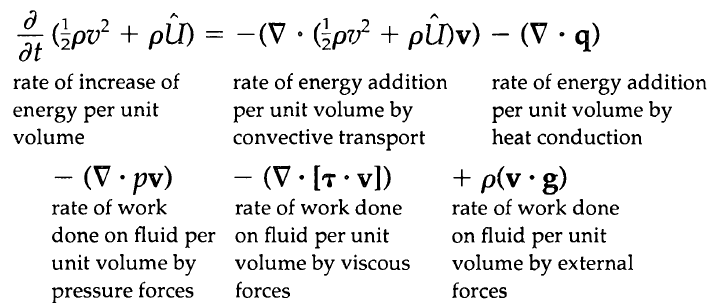 ∂/∂t (½ρv² + ρÛ) = −(∇ · (½ρv² + ρÛ)v) − (∇ · q)
rate of increase of rate of energy addition rate of energy addition
energy per unit per unit volume by per unit volume by
volume convective transport heat conduction
− (∇ · pv) − (∇ · [τ · v]) + ρ(v · g)
rate of work rate of work done rate of work done
done on fluid per on fluid per unit on fluid per unit
unit volume by volume by viscous volume by external
pressure forces forces forces